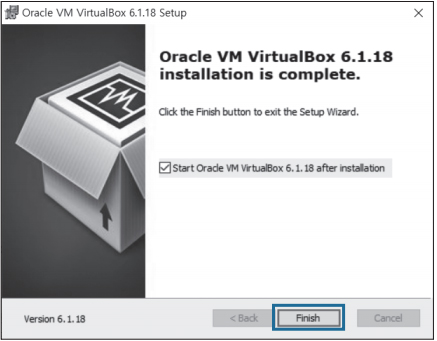 Oracle VM VirtualBox 6.1.18 Setup
Oracle VM VirtualBox 6.1.18
installation is complete.
Click the Finish button to exit the Setup Wizard.
Start Oracle VM VirtualBox 6.1.18 after installation
Version 6.1.18
< Back
Finish
Cancel